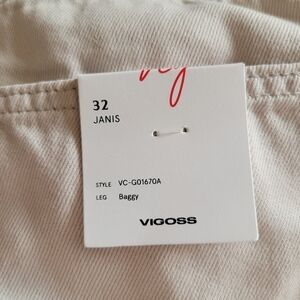 32
JANIS
STYLE VC-G01670A
LEG Baggy
VIGOSS